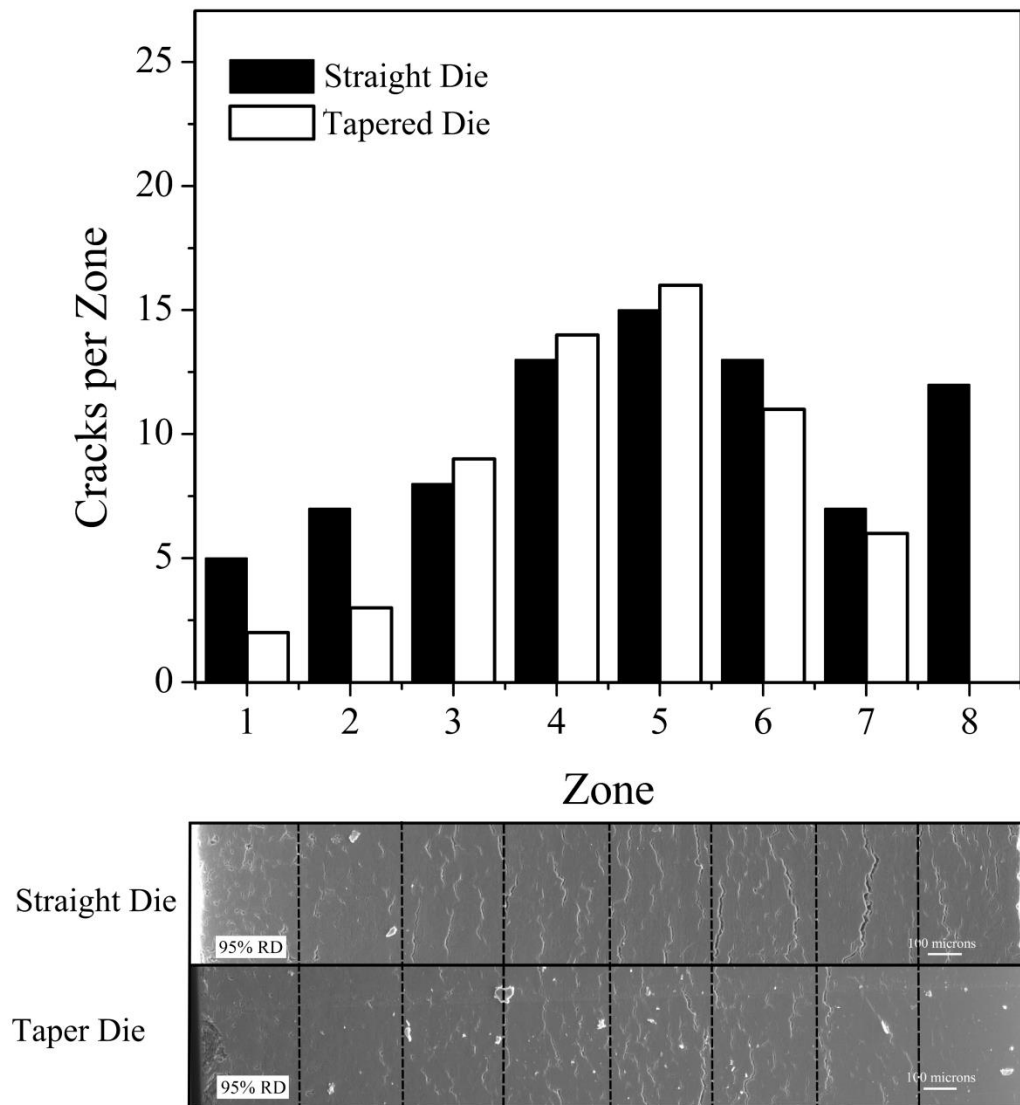 25
20
15
10
5
0
Cracks per Zone
Straight Die
Tapered Die
1 2 3 4 5 6 7 8
Zone
Straight Die
95% RD
100 microns
Taper Die
95% RD
100 microns